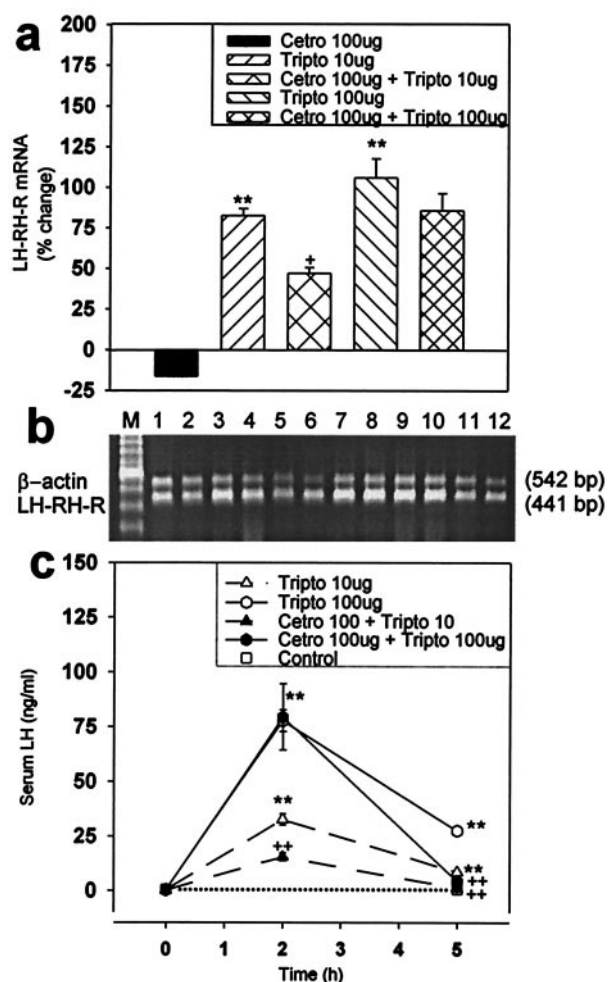 a
200
175
150
125
100
75
50
25
0
-25
LH-RH-R mRNA
(% change)
Cetro 100ug
Tripto 10ug
Cetro 100ug + Tripto 10ug
Tripto 100ug
Cetro 100ug + Tripto 100ug
**
+
**
b
M 1 2 3 4 5 6 7 8 9 10 11 12
β-actin (542 bp)
LH-RH-R (441 bp)
c
150
125
100
75
50
25
0
Serum LH (ng/ml)
Tripto 10ug
Tripto 100ug
Cetro 100 + Tripto 10
Cetro 100ug + Tripto 100ug
Control
**
**
++
**
**
++
++
0 1 2 3 4 5
Time (h)